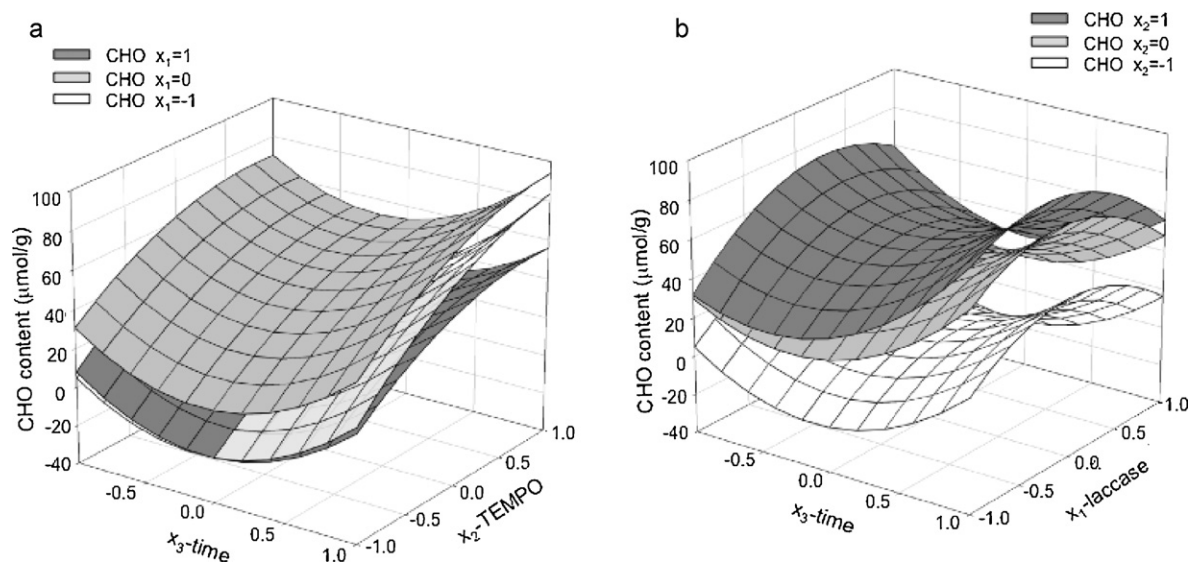 a
CHO x₁=1
CHO x₁=0
CHO x₁=-1
CHO content (μmol/g)
100
80
60
40
20
0
-20
-40
-0.5
0.0
0.5
1.0
x₃-time
-1.0
-0.5
0.0
0.5
1.0
x₂-TEMPO
b
CHO x₂=1
CHO x₂=0
CHO x₂=-1
CHO content (μmol/g)
100
80
60
40
20
0
-20
-40
-0.5
0.0
0.5
1.0
x₃-time
-1.0
-0.5
0.0
0.5
1.0
x₁-laccase